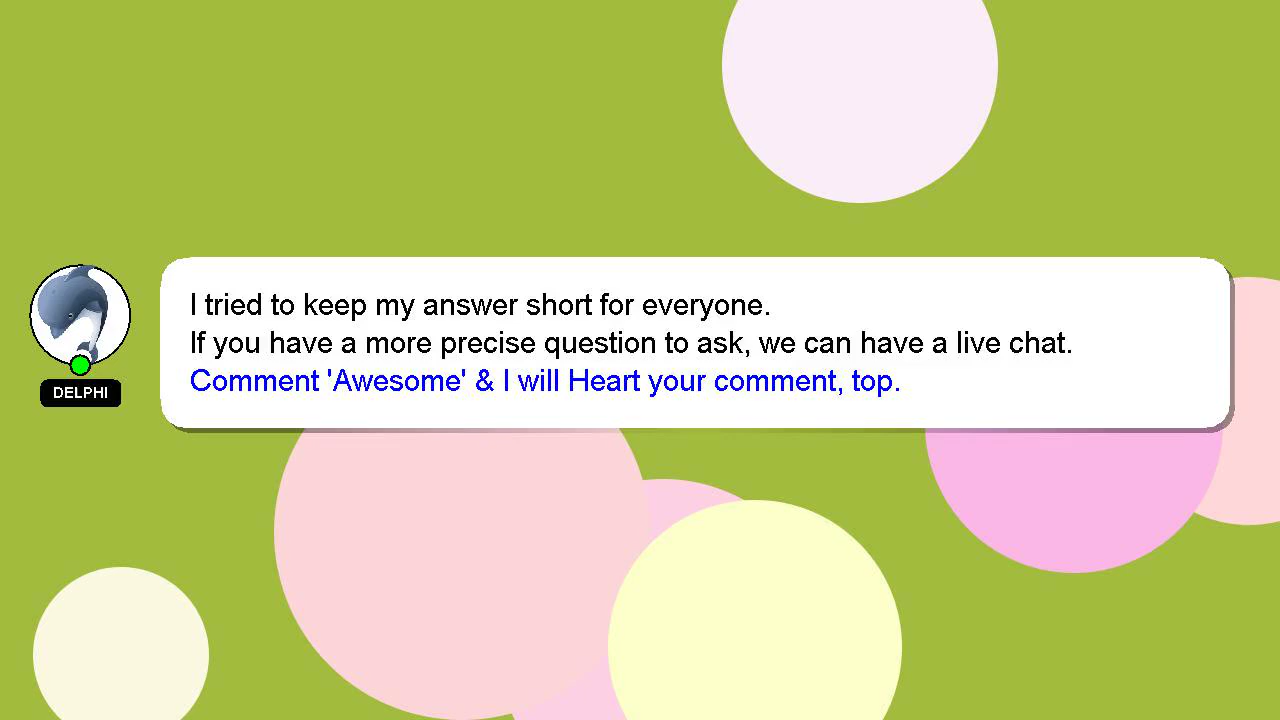 I tried to keep my answer short for everyone.
If you have a more precise question to ask, we can have a live chat.
Comment 'Awesome' & I will Heart your comment, top.
DELPHI